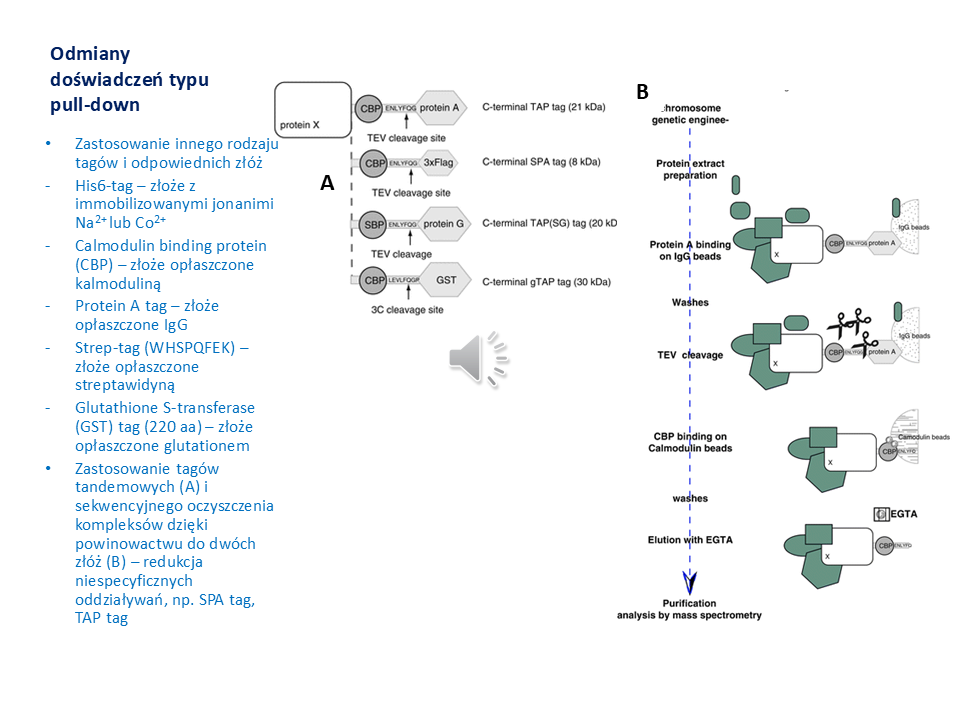 Odmiany
doświadczeń typu
pull-down
• Zastosowanie innego rodzaju
tagów i odpowiednich złóż
- His6-tag – złoże z
immobilizowanymi jonanimi
Na2+ lub Co2+
- Calmodulin binding protein
(CBP) – złoże opłaszczone
kalmoduliną
- Protein A tag – złoże
opłaszczone IgG
- Strep-tag (WHSPQFEK) –
złoże opłaszczone
streptawidyną
- Glutathione S-transferase
(GST) tag (220 aa) – złoże
opłaszczone glutationem
• Zastosowanie tagów
tandemowych (A) i
sekwencyjnego oczyszczenia
kompleksów dzięki
powinowactwu do dwóch
złóż (B) – redukcja
niespecyficznych
oddziaływań, np. SPA tag,
TAP tag
A
protein X
CBP ENLYFQG protein A C-terminal TAP tag (21 kDa)
TEV cleavage site
CBP ENLYFQG 3xFlag C-terminal SPA tag (8 kDa)
TEV cleavage site
SBP ENLYFQG protein G C-terminal TAP(SG) tag (20 kD
TEV cleavage
CBP LEVLFQGP GST C-terminal gTAP tag (30 kDa)
3C cleavage site
B
hromosome
genetic enginee-
Protein extract
preparation
Protein A binding
on IgG beads
x CBP ENLYFQG protein A IgG beads
Washes
TEV cleavage
x CBP ENLYFQG protein A IgG beads
CBP binding on
Calmodulin beads
x CBP ENLYFQ Camodulin beads
washes
Elution with EGTA
EGTA
x CBP ENLYFQ
Purification
analysis by mass spectrometry